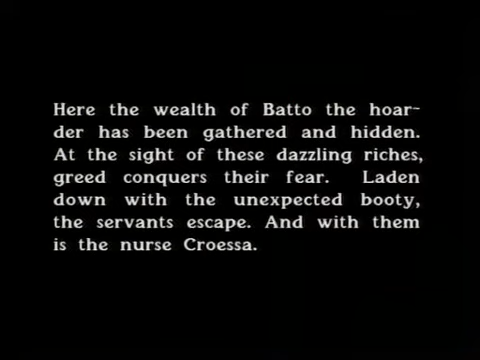 Here the wealth of Batto the hoar-
der has been gathered and hidden.
At the sight of these dazzling riches,
greed conquers their fear. Laden
down with the unexpected booty,
the servants escape. And with them
is the nurse Croessa.